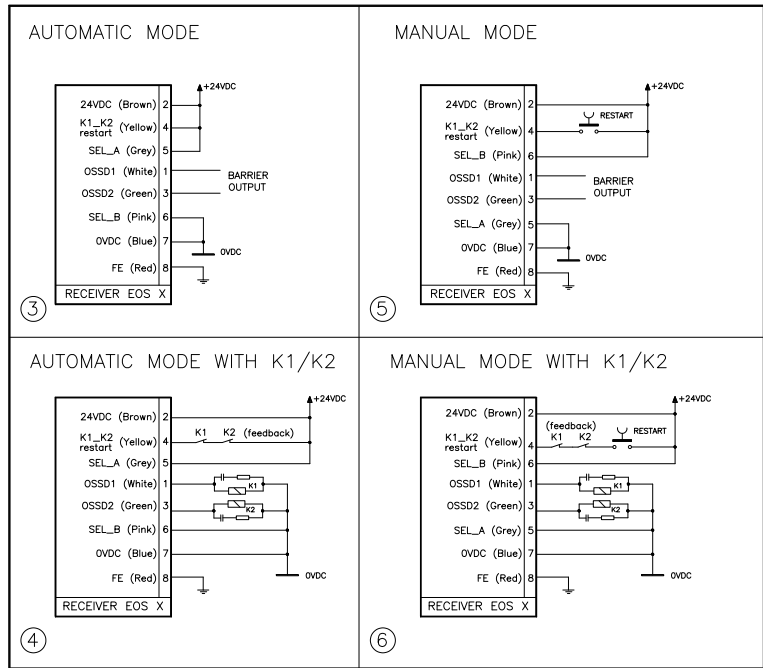 AUTOMATIC MODE
+24VDC
24VDC (Brown) 2
K1_K2 restart (Yellow) 4
SEL_A (Grey) 5
OSSD1 (White) 1
BARRIER
OUTPUT
OSSD2 (Green) 3
SEL_B (Pink) 6
0VDC (Blue) 7
0VDC
FE (Red) 8
RECEIVER EOS X
3
MANUAL MODE
+24VDC
24VDC (Brown) 2
RESTART
K1_K2 restart (Yellow) 4
SEL_B (Pink) 6
OSSD1 (White) 1
BARRIER
OUTPUT
OSSD2 (Green) 3
SEL_A (Grey) 5
0VDC (Blue) 7
0VDC
FE (Red) 8
RECEIVER EOS X
5
AUTOMATIC MODE WITH K1/K2
+24VDC
24VDC (Brown) 2
K1 K2 (feedback)
K1_K2 restart (Yellow) 4
SEL_A (Grey) 5
OSSD1 (White) 1
K1
OSSD2 (Green) 3
K2
SEL_B (Pink) 6
0VDC (Blue) 7
FE (Red) 8
0VDC
RECEIVER EOS X
4
MANUAL MODE WITH K1/K2
+24VDC
24VDC (Brown) 2
(feedback)
K1 K2
RESTART
K1_K2 restart (Yellow) 4
SEL_B (Pink) 6
OSSD1 (White) 1
K1
OSSD2 (Green) 3
K2
SEL_A (Grey) 5
0VDC (Blue) 7
FE (Red) 8
0VDC
RECEIVER EOS X
6